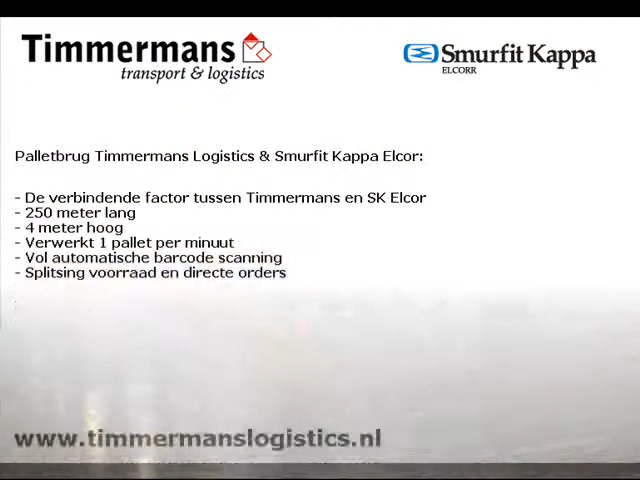 Timmermans
transport & logistics
Smurfit Kappa
ELCORR
Palletbrug Timmermans Logistics & Smurfit Kappa Elcor:
- De verbindende factor tussen Timmermans en SK Elcor
- 250 meter lang
- 4 meter hoog
- Verwerkt 1 pallet per minuut
- Vol automatische barcode scanning
- Splitsing voorraad en directe orders
www.timmermanslogistics.nl